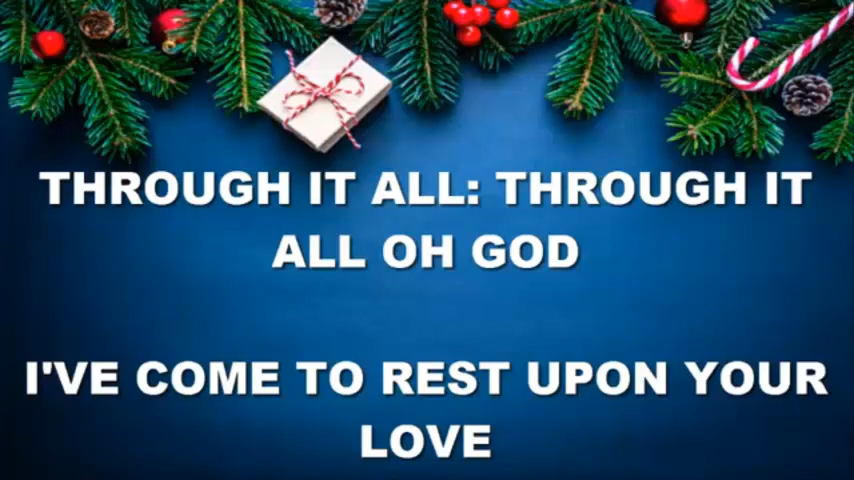 THROUGH IT ALL: THROUGH IT
ALL OH GOD
I'VE COME TO REST UPON YOUR
LOVE